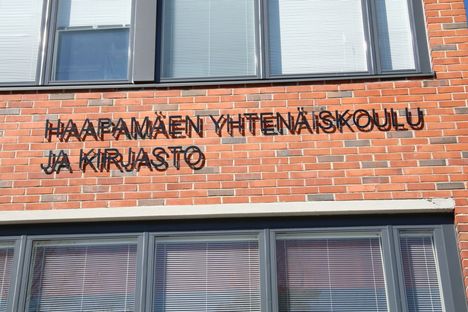 HAAPAMÄEN YHTENÄISKOULU
JA KIRJASTO